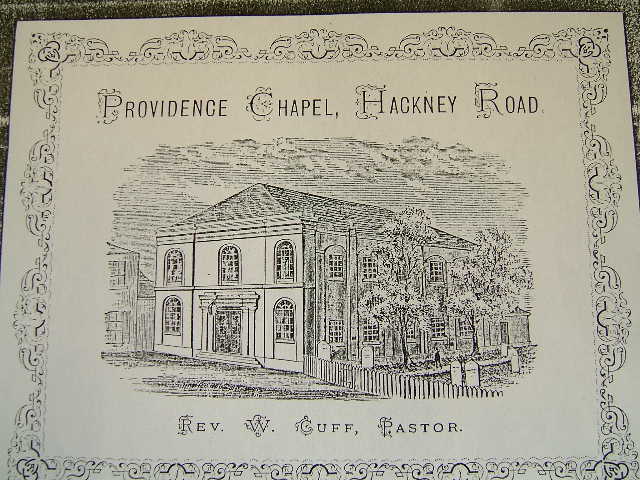 PROVIDENCE CHAPEL, HACKNEY ROAD.
REV. W. CUFF, PASTOR.